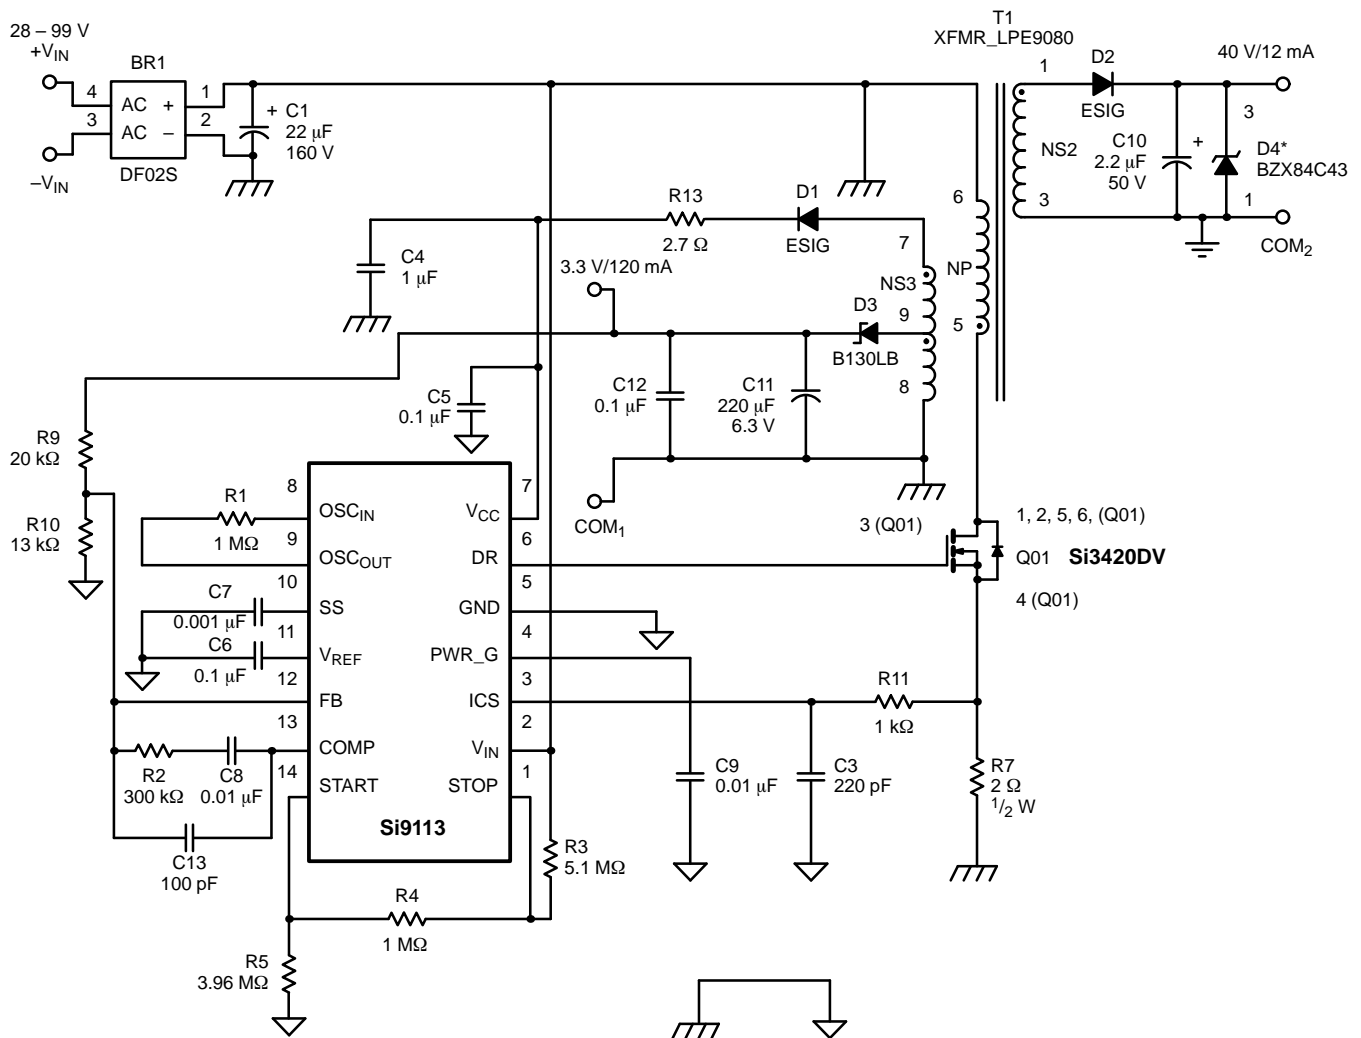 28 – 99 V
+VIN
4
3
–VIN
BR1
AC +
AC –
DF02S
1
2
+ C1
22 µF
160 V
T1
XFMR_LPE9080
1
NS2
3
D2
ESIG
40 V/12 mA
C10
2.2 µF
50 V
+
3
D4*
BZX84C43
1
COM2
R13
2.7 Ω
D1
ESIG
7
NS3
9
8
6
NP
5
C4
1 µF
3.3 V/120 mA
D3
B130LB
C5
0.1 µF
C12
0.1 µF
C11
220 µF
6.3 V
COM1
R9
20 kΩ
R10
13 kΩ
R1
1 MΩ
8
OSCIN
9
OSCOUT
10
SS
11
VREF
12
FB
13
COMP
14
START
7
VCC
6
DR
5
GND
4
PWR_G
3
ICS
2
VIN
1
STOP
Si9113
C7
0.001 µF
C6
0.1 µF
R2
300 kΩ
C8
0.01 µF
C13
100 pF
3 (Q01)
1, 2, 5, 6, (Q01)
Q01 Si3420DV
4 (Q01)
R11
1 kΩ
C9
0.01 µF
C3
220 pF
R7
2 Ω
1/2 W
R3
5.1 MΩ
R4
1 MΩ
R5
3.96 MΩ